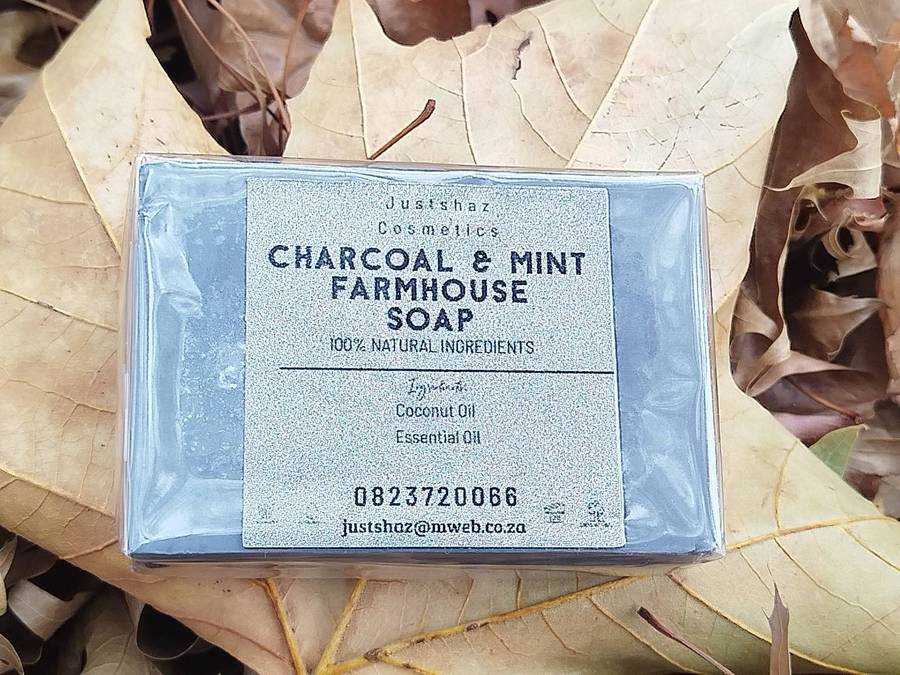 Justshaz
Cosmetics
CHARCOAL & MINT
FARMHOUSE
SOAP
100% NATURAL INGREDIENTS
Ingredients:
Coconut Oil
Essential Oil
0823720066
justshaz@mweb.co.za